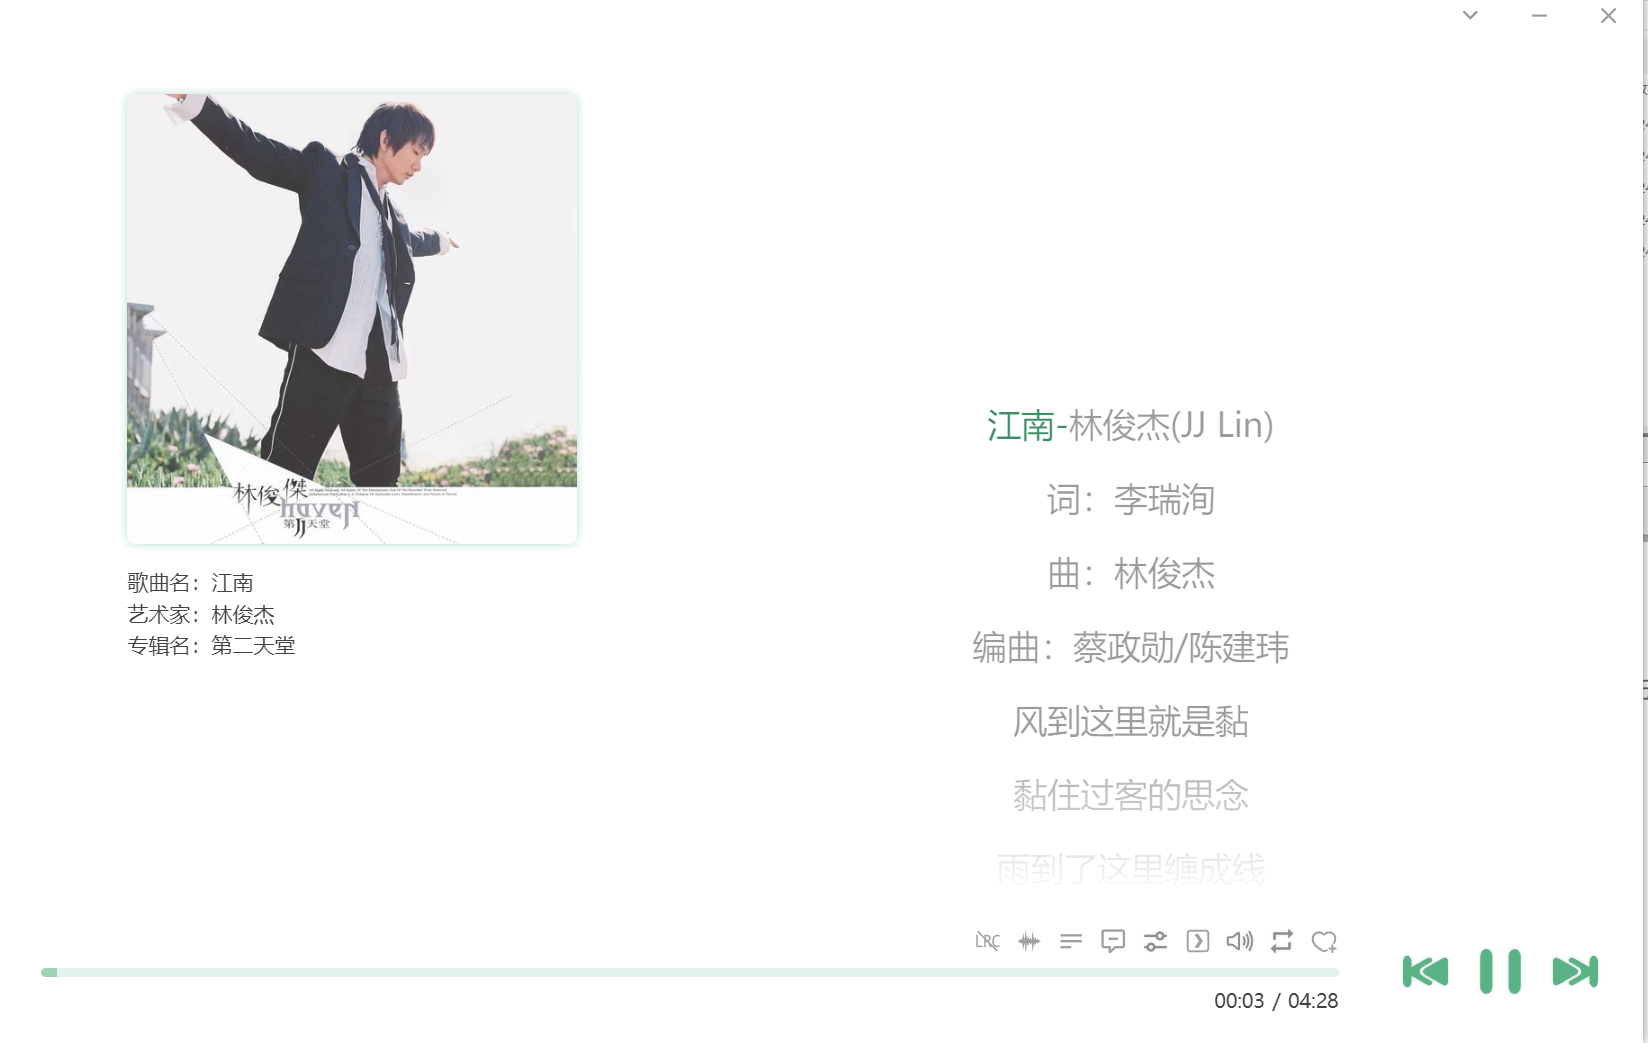 林俊傑
haven
第JJ天堂
歌曲名：江南
艺术家：林俊杰
专辑名：第二天堂
江南-林俊杰(JJ Lin)
词：李瑞洵
曲：林俊杰
编曲：蔡政勋/陈建玮
风到这里就是黏
黏住过客的思念
雨到了这里缠成线
LRC
00:03 / 04:28